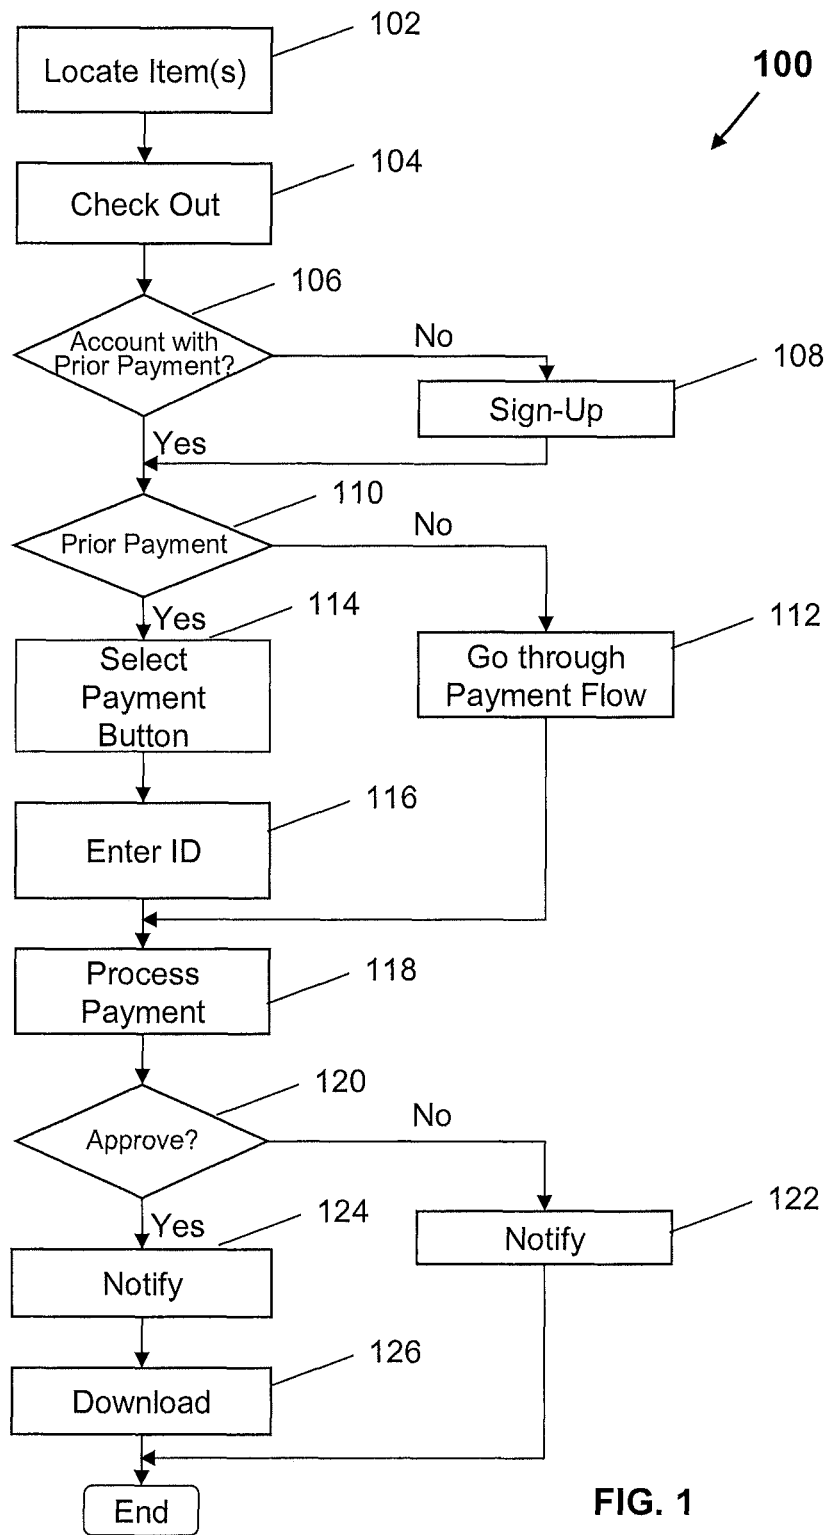 102
Locate Item(s)
100
104
Check Out
106
Account with
Prior Payment?
No
108
Sign-Up
Yes
110
No
Prior Payment
114
Yes
112
Select
Payment
Button
Go through
Payment Flow
116
Enter ID
118
Process
Payment
120
No
Approve?
122
124
Yes
Notify
Notify
126
Download
End
FIG. 1